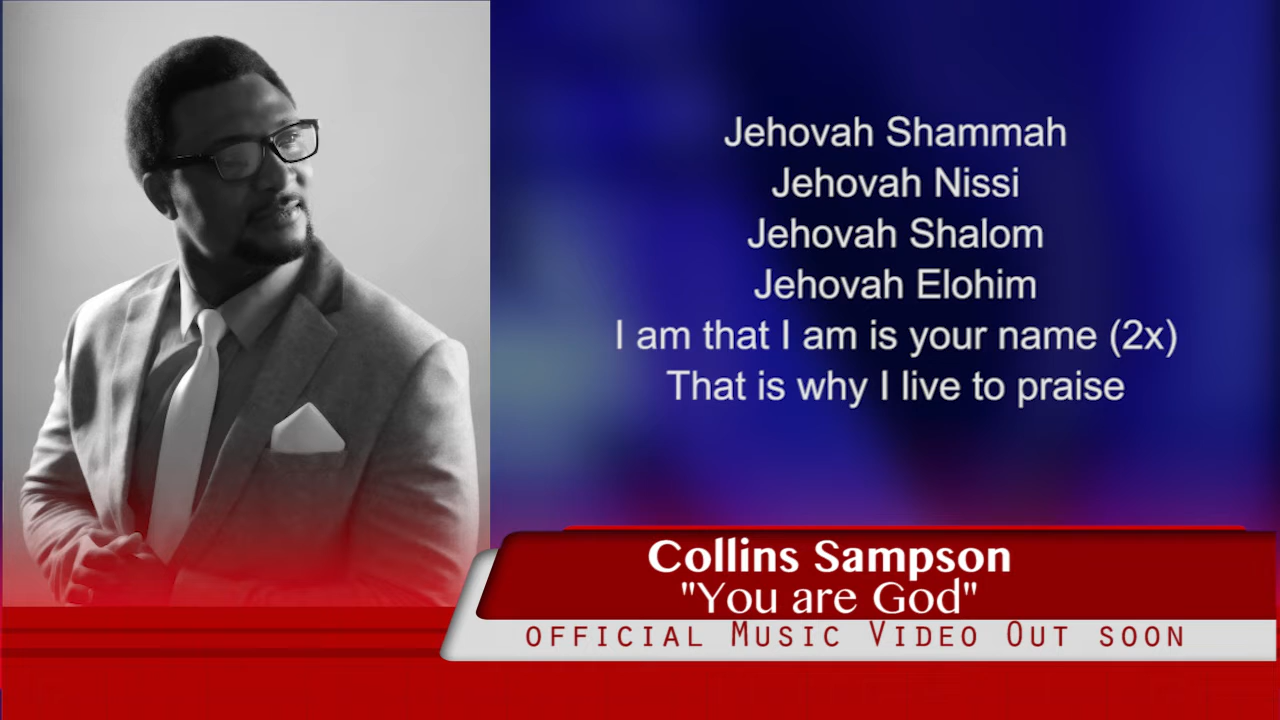 Jehovah Shammah
Jehovah Nissi
Jehovah Shalom
Jehovah Elohim
I am that I am is your name (2x)
That is why I live to praise
Collins Sampson
"You are God"
OFFICIAL MUSIC VIDEO OUT SOON